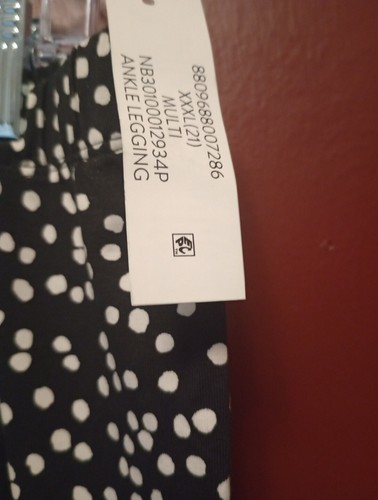 8809688007286
XXXL(21)
MULTI
NB30100012934P
ANKLE LEGGING